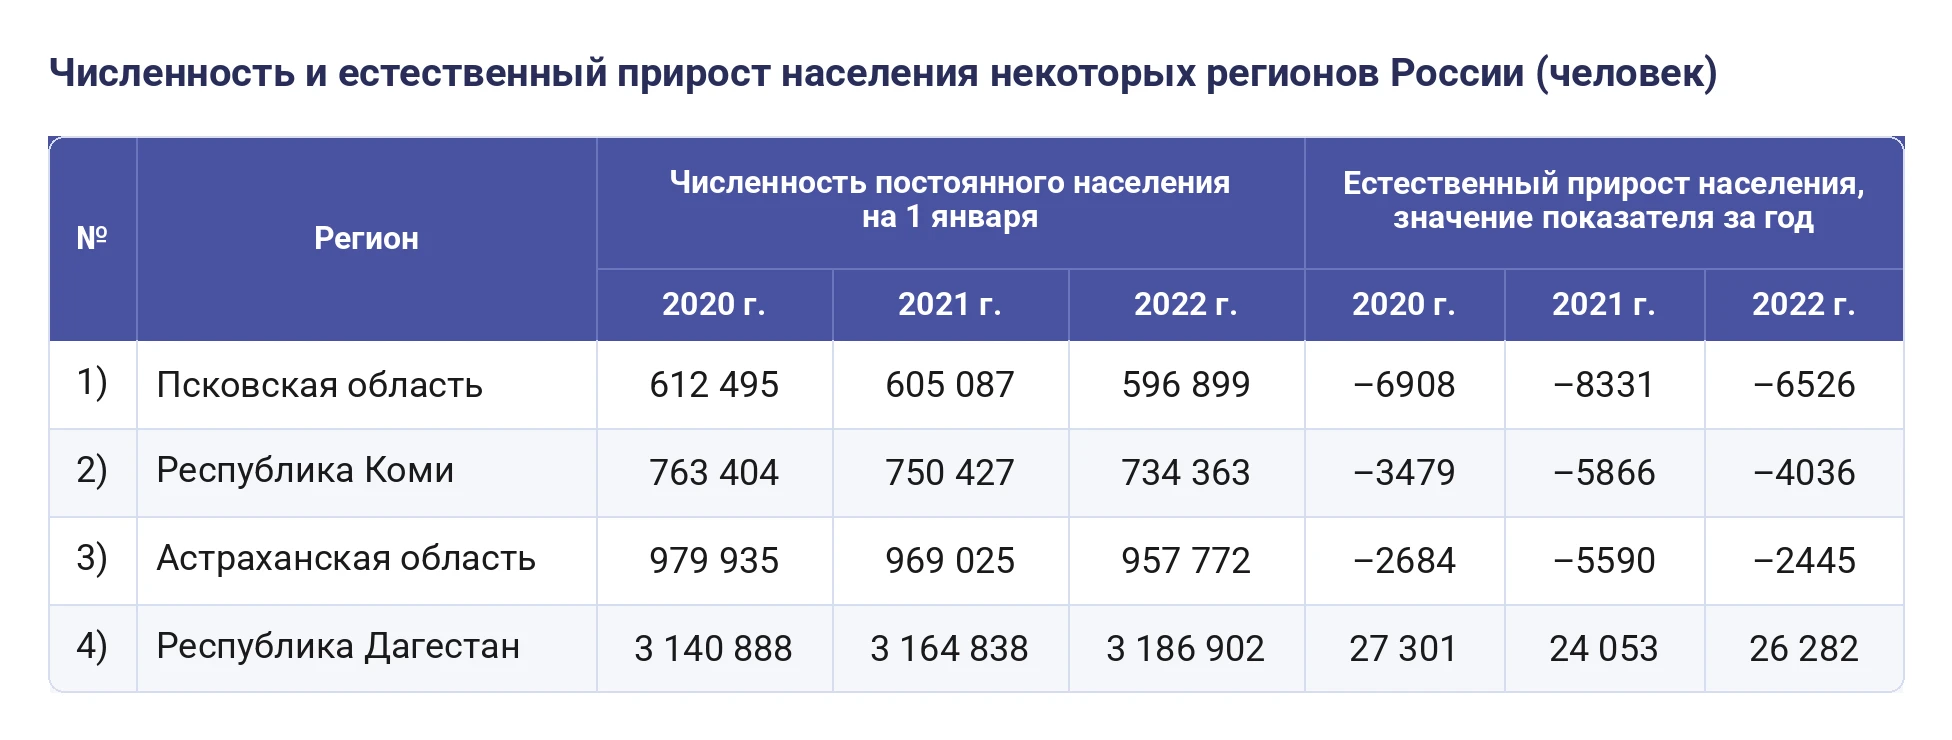 Численность и естественный прирост населения некоторых регионов России (человек)
№ Регион Численность постоянного населения на 1 января Естественный прирост населения, значение показателя за год
2020 г. 2021 г. 2022 г. 2020 г. 2021 г. 2022 г.
1) Псковская область 612 495 605 087 596 899 –6908 –8331 –6526
2) Республика Коми 763 404 750 427 734 363 –3479 –5866 –4036
3) Астраханская область 979 935 969 025 957 772 –2684 –5590 –2445
4) Республика Дагестан 3 140 888 3 164 838 3 186 902 27 301 24 053 26 282